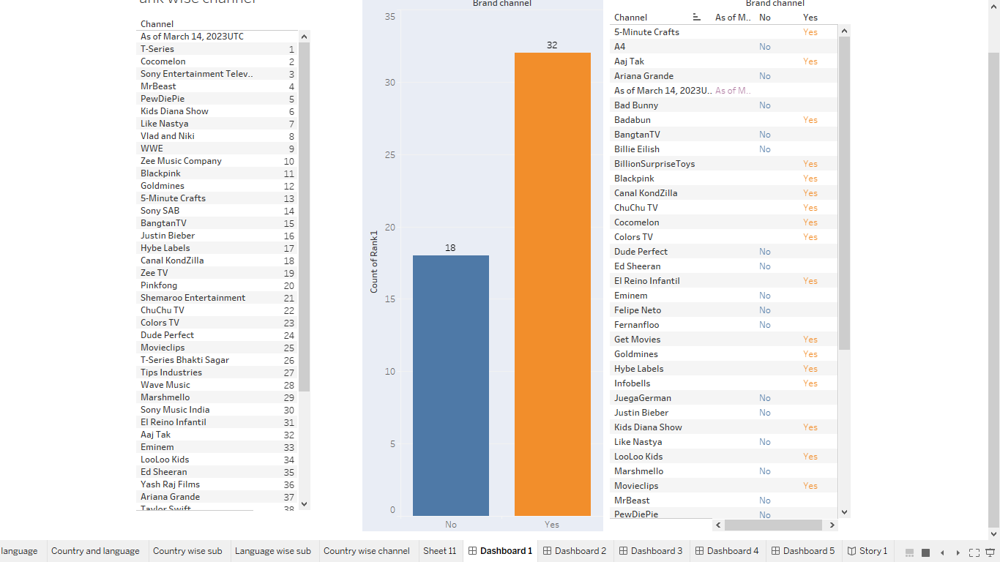 ank wise channel
Channel
As of March 14, 2023UTC
T-Series 1
Cocomelon 2
Sony Entertainment Telev.. 3
MrBeast 4
PewDiePie 5
Kids Diana Show 6
Like Nastya 7
Vlad and Niki 8
WWE 9
Zee Music Company 10
Blackpink 11
Goldmines 12
5-Minute Crafts 13
Sony SAB 14
BangtanTV 15
Justin Bieber 16
Hybe Labels 17
Canal KondZilla 18
Zee TV 19
Pinkfong 20
Shemaroo Entertainment 21
ChuChu TV 22
Colors TV 23
Dude Perfect 24
Movieclips 25
T-Series Bhakti Sagar 26
Tips Industries 27
Wave Music 28
Marshmello 29
Sony Music India 30
El Reino Infantil 31
Aaj Tak 32
Eminem 33
LooLoo Kids 34
Ed Sheeran 35
Yash Raj Films 36
Ariana Grande 37
Taylor Swift 38
Brand channel
35
30
25
20
15
10
5
0
Count of Rank1
18
32
No
Yes
Brand channel
Channel As of M.. No Yes
5-Minute Crafts Yes
A4 No
Aaj Tak Yes
Ariana Grande No
As of March 14, 2023U.. As of M..
Bad Bunny No
Badabun Yes
BangtanTV No
Billie Eilish No
BillionSurpriseToys Yes
Blackpink Yes
Canal KondZilla Yes
ChuChu TV Yes
Cocomelon Yes
Colors TV Yes
Dude Perfect No
Ed Sheeran No
El Reino Infantil Yes
Eminem No
Felipe Neto No
Fernanfloo No
Get Movies Yes
Goldmines Yes
Hybe Labels Yes
Infobells Yes
JuegaGerman No
Justin Bieber No
Kids Diana Show Yes
Like Nastya No
LooLoo Kids Yes
Marshmello No
Movieclips Yes
MrBeast No
PewDiePie No
language Country and language Country wise sub Language wise sub Country wise channel Sheet 11 Dashboard 1 Dashboard 2 Dashboard 3 Dashboard 4 Dashboard 5 Story 1